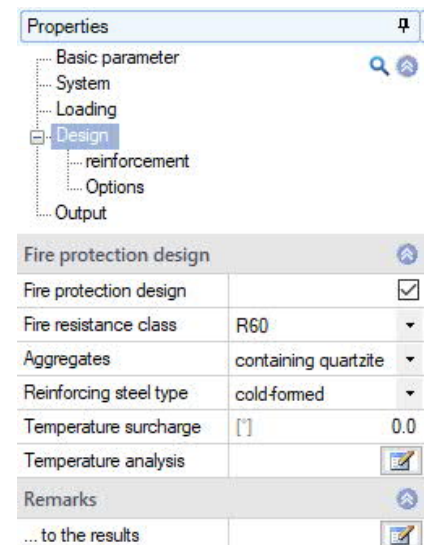 Properties
Basic parameter
System
Loading
Design
reinforcement
Options
Output
Fire protection design
Fire protection design
Fire resistance class R60
Aggregates containing quartzite
Reinforcing steel type cold-formed
Temperature surcharge [°] 0.0
Temperature analysis
Remarks
... to the results